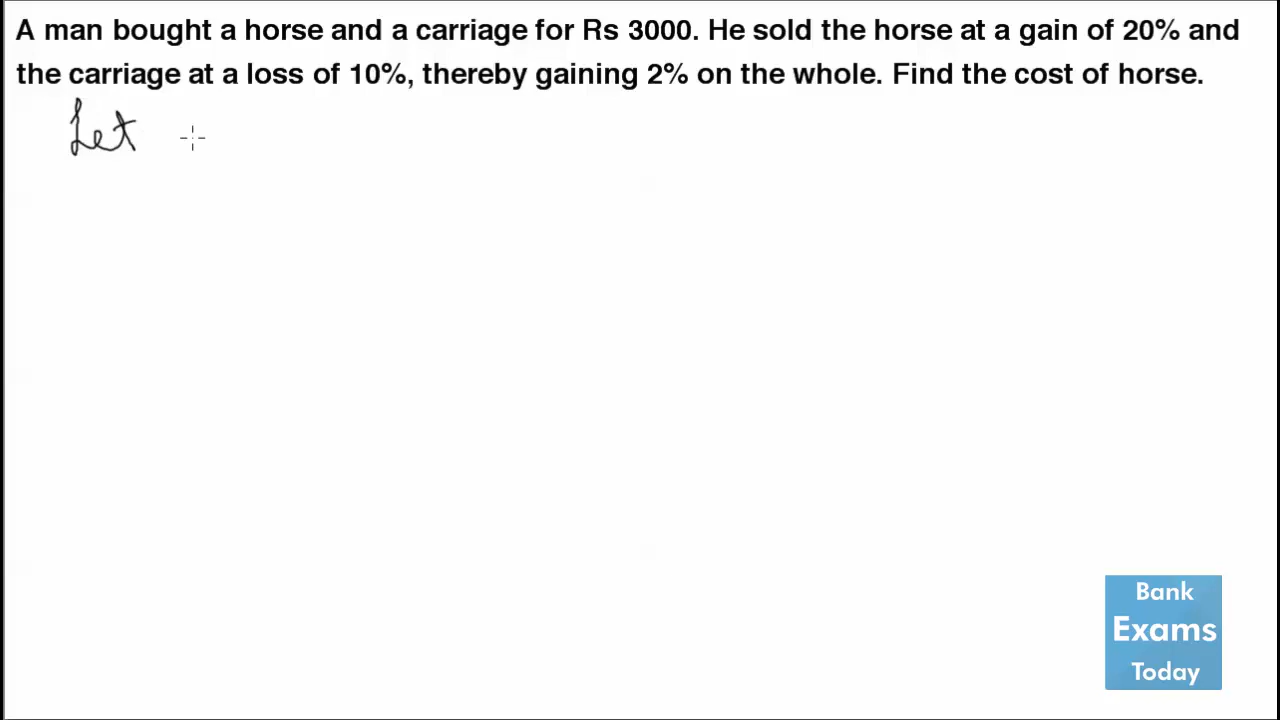 A man bought a horse and a carriage for Rs 3000. He sold the horse at a gain of 20% and
the carriage at a loss of 10%, thereby gaining 2% on the whole. Find the cost of horse.
Let
Bank
Exams
Today